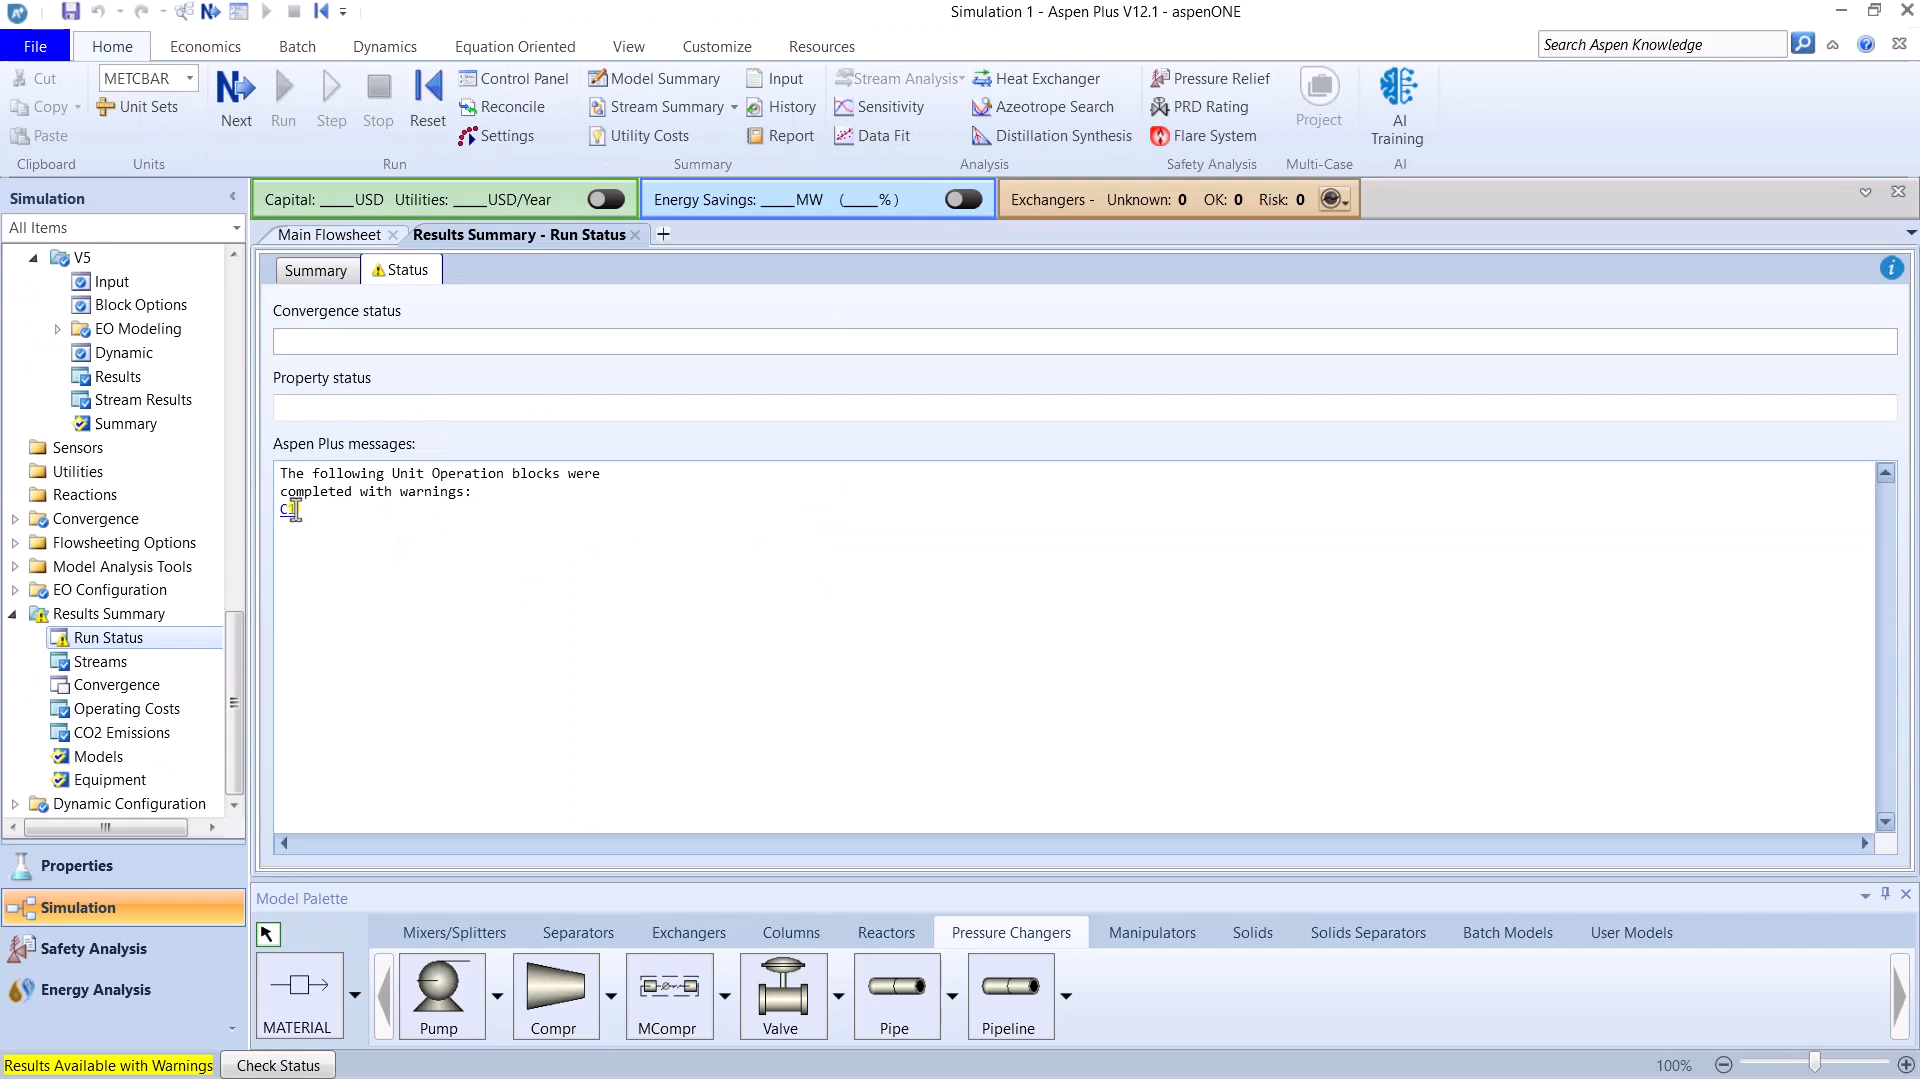 Simulation 1 - Aspen Plus V12.1 - aspenONE
File Home Economics Batch Dynamics Equation Oriented View Customize Resources
Search Aspen Knowledge
Cut
Copy
Paste
Clipboard
METCBAR
Unit Sets
Units
Next
Run
Step
Stop
Reset
Control Panel
Reconcile
Settings
Run
Model Summary
Stream Summary
Utility Costs
Input
History
Report
Summary
Stream Analysis
Sensitivity
Data Fit
Heat Exchanger
Azeotrope Search
Distillation Synthesis
Analysis
Pressure Relief
PRD Rating
Flare System
Safety Analysis
Project
Multi-Case
AI
Training
AI
Simulation
All Items
V5
Input
Block Options
EO Modeling
Dynamic
Results
Stream Results
Summary
Sensors
Utilities
Reactions
Convergence
Flowsheeting Options
Model Analysis Tools
EO Configuration
Results Summary
Run Status
Streams
Convergence
Operating Costs
CO2 Emissions
Models
Equipment
Dynamic Configuration
Properties
Simulation
Safety Analysis
Energy Analysis
Capital: ____USD Utilities: ____USD/Year
Energy Savings: ____MW (____%)
Exchangers - Unknown: 0 OK: 0 Risk: 0
Main Flowsheet
Results Summary - Run Status
Summary
Status
Convergence status
Property status
Aspen Plus messages:
The following Unit Operation blocks were
completed with warnings:
Model Palette
Mixers/Splitters Separators Exchangers Columns Reactors Pressure Changers Manipulators Solids Solids Separators Batch Models User Models
MATERIAL Pump Compr MCompr Valve Pipe Pipeline
Results Available with Warnings
Check Status
100%